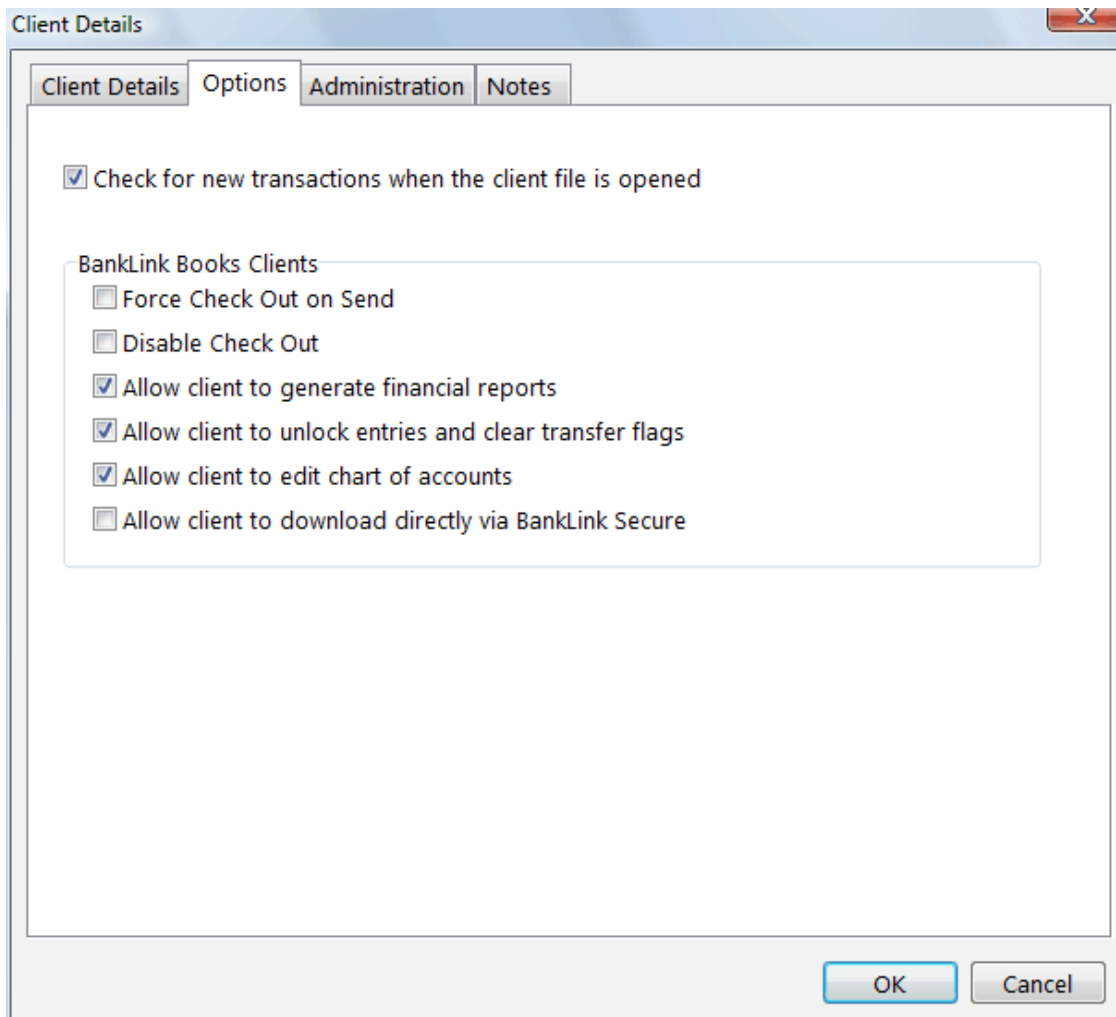 Client Details
Client Details Options Administration Notes
Check for new transactions when the client file is opened
BankLink Books Clients
Force Check Out on Send
Disable Check Out
Allow client to generate financial reports
Allow client to unlock entries and clear transfer flags
Allow client to edit chart of accounts
Allow client to download directly via BankLink Secure
OK Cancel